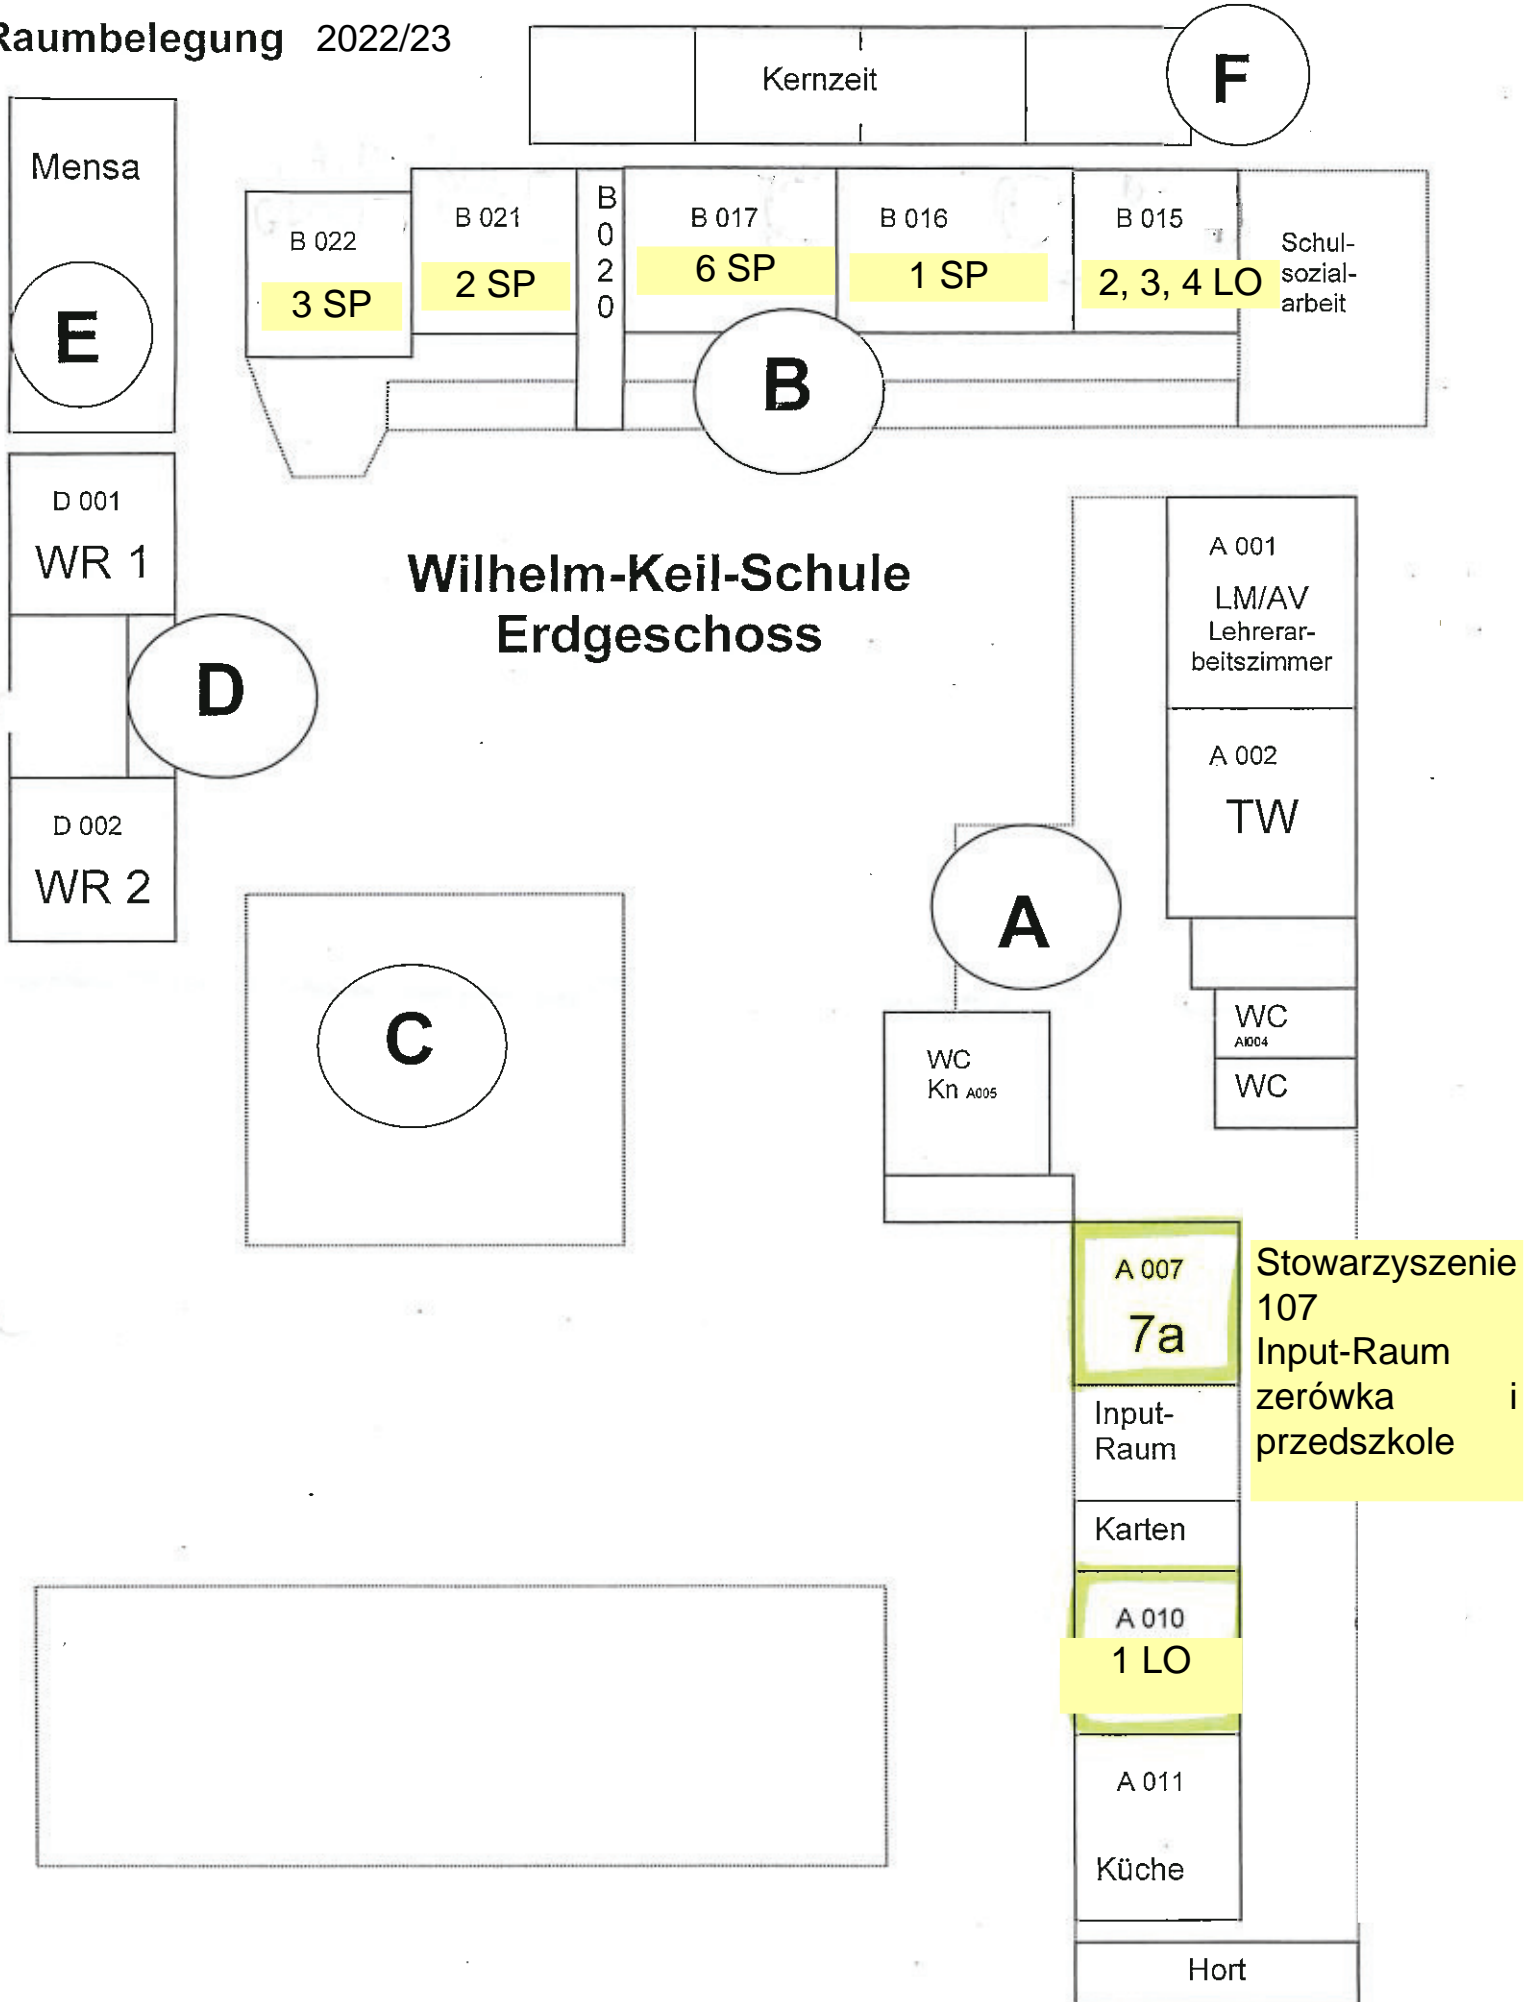 Raumbelegung 2022/23
Kernzeit
F
Mensa
E
B 022
3 SP
B 021
2 SP
B
0
2
0
B 017
6 SP
B 016
1 SP
B 015
2, 3, 4 LO
Schul-
sozial-
arbeit
B
D 001
WR 1
D
D 002
WR 2
Wilhelm-Keil-Schule
Erdgeschoss
A 001
LM/AV
Lehrerar-
beitszimmer
A 002
TW
A
C
WC
AI004
WC
WC
Kn A005
A 007
7a
Stowarzyszenie
107
Input-Raum
zerówka i
przedszkole
Input-
Raum
Karten
A 010
1 LO
A 011
Küche
Hort